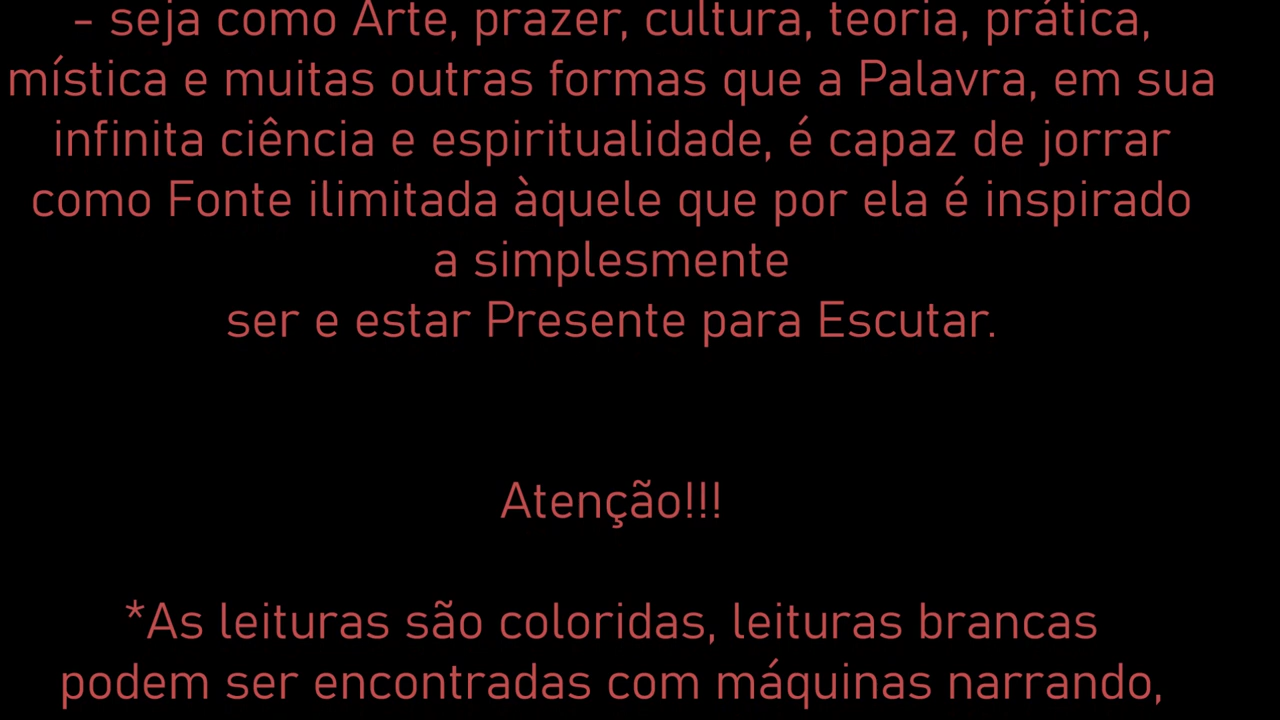 - seja como Arte, prazer, cultura, teoria, prática,
mística e muitas outras formas que a Palavra, em sua
infinita ciência e espiritualidade, é capaz de jorrar
como Fonte ilimitada àquele que por ela é inspirado
a simplesmente
ser e estar Presente para Escutar.
Atenção!!!
*As leituras são coloridas, leituras brancas
podem ser encontradas com máquinas narrando,